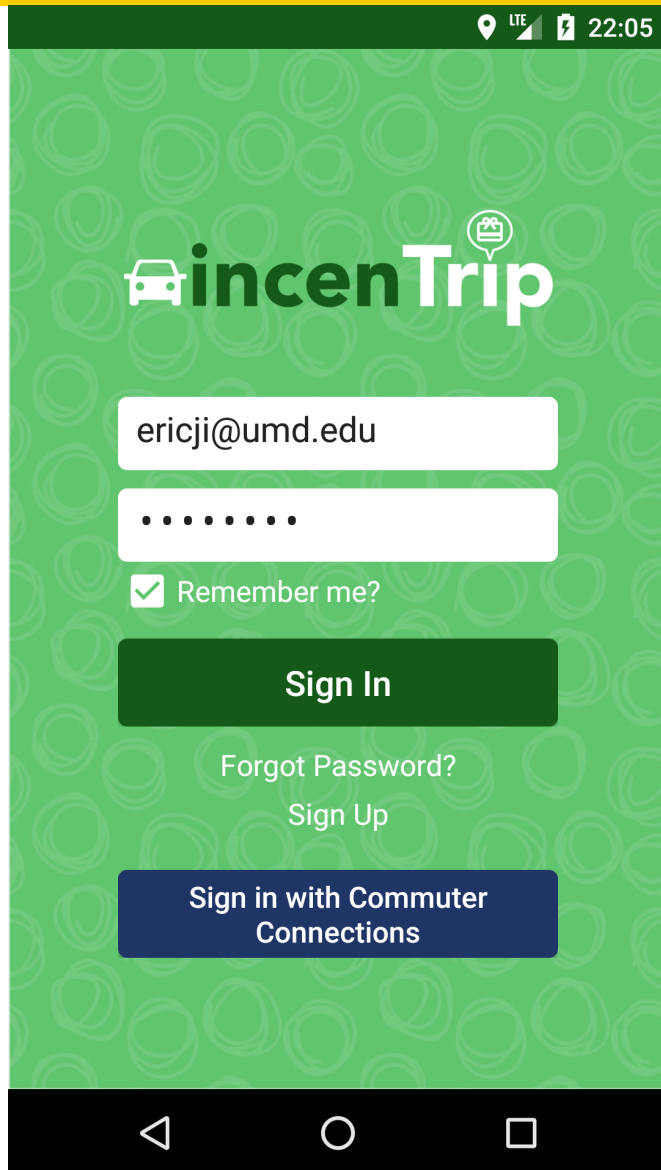 LTE 22:05
incenTrip
ericji@umd.edu
••••••••
Remember me?
Sign In
Forgot Password?
Sign Up
Sign in with Commuter
Connections